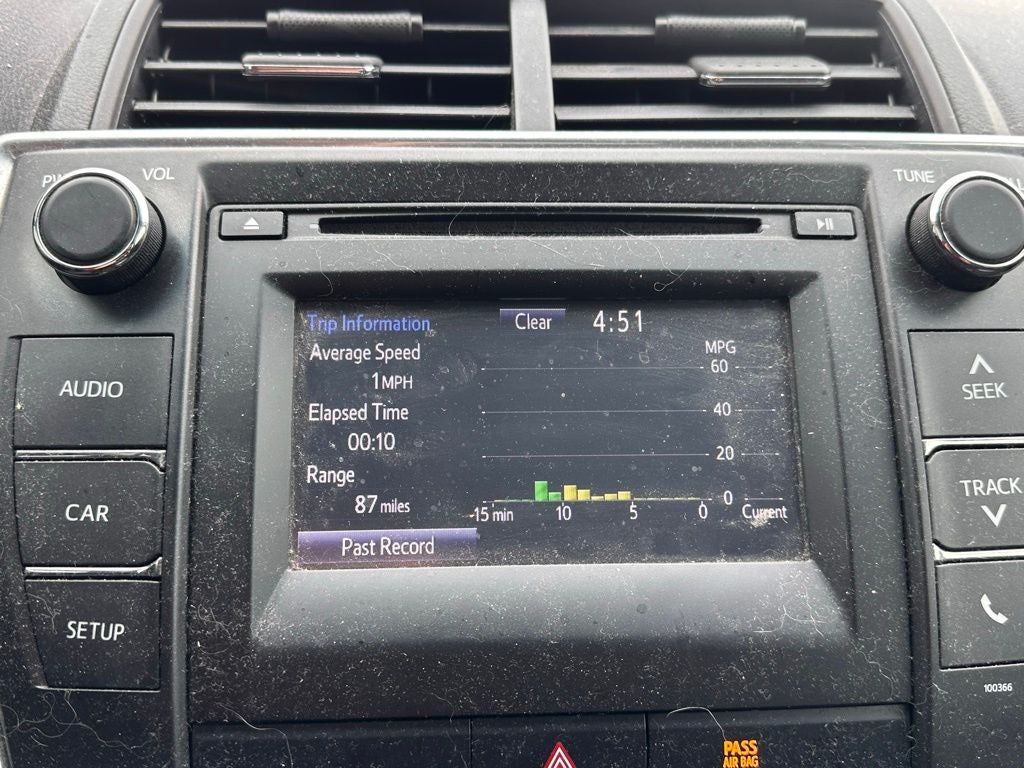 VOL
TUNE
Trip Information
Clear
4:51
Average Speed
1MPH
MPG
60
Elapsed Time
40
00:10
20
Range
87 miles
0
-15 min
10
5
0
Current
Past Record
AUDIO
CAR
SETUP
SEEK
TRACK
100366
PASS
AIR BAG